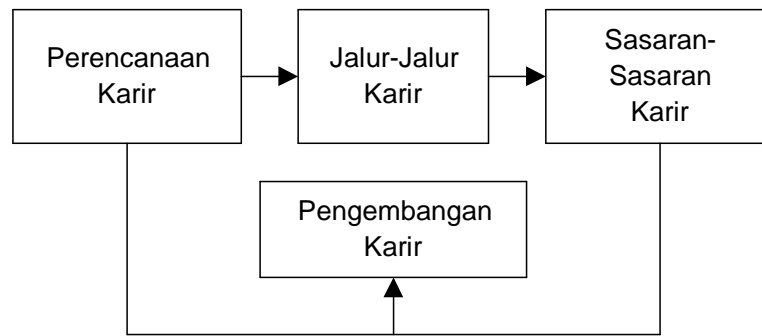 Perencanaan
Karir
Jalur-Jalur
Karir
Sasaran-
Sasaran
Karir
Pengembangan
Karir